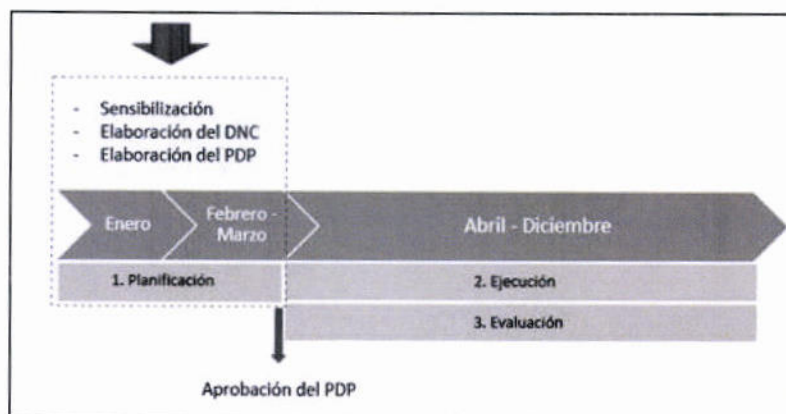 - Sensibilización
- Elaboración del DNC
- Elaboración del PDP
Enero
Febrero -
Marzo
Abril - Diciembre
1. Planificación
2. Ejecución
3. Evaluación
Aprobación del PDP